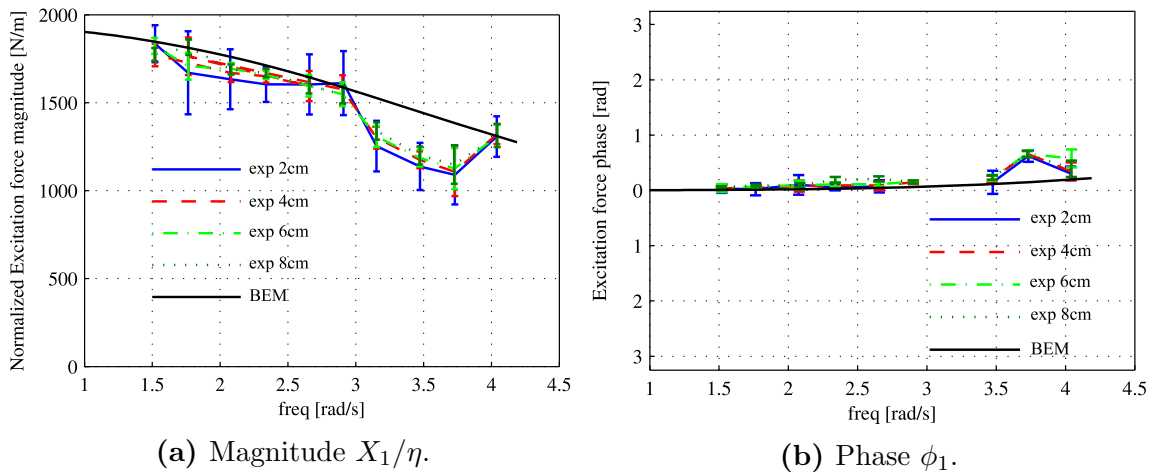 Normalized Excitation force magnitude [N/m]
2000
1500
1000
500
0
exp 2cm
exp 4cm
exp 6cm
exp 8cm
BEM
1 1.5 2 2.5 3 3.5 4 4.5
freq [rad/s]
(a) Magnitude X₁/η.
Excitation force phase [rad]
3
2
1
0
1
2
3
exp 2cm
exp 4cm
exp 6cm
exp 8cm
BEM
1 1.5 2 2.5 3 3.5 4 4.5
freq [rad/s]
(b) Phase ϕ₁.